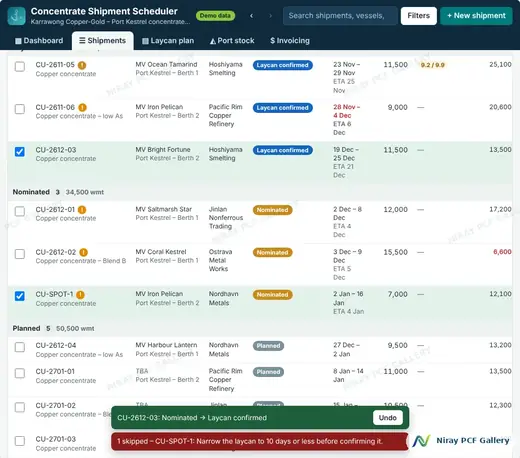 Concentrate Shipment Scheduler
Karrawong Copper-Gold – Port Kestrel concentrate...
Demo data
Search shipments, vessels,
Filters
+ New shipment
Dashboard
Shipments
Laycan plan
Port stock
$ Invoicing
CU-2611-05 !
Copper concentrate
MV Ocean Tamarind
Port Kestrel – Berth 1
Hoshiyama
Smelting
Laycan confirmed
23 Nov –
29 Nov
ETA 25
Nov
11,500
9.2 / 9.9
25,100
CU-2611-06 !
Copper concentrate – low As
MV Iron Pelican
Port Kestrel – Berth 2
Pacific Rim
Copper
Refinery
Laycan confirmed
28 Nov –
4 Dec
ETA 6
Dec
9,000
—
20,600
CU-2612-03
Copper concentrate
MV Bright Fortune
Port Kestrel – Berth 2
Hoshiyama
Smelting
Laycan confirmed
19 Dec –
25 Dec
ETA 21
Dec
11,500
—
13,500
Nominated 3 34,500 wmt
CU-2612-01 !
Copper concentrate
MV Saltmarsh Star
Port Kestrel – Berth 1
Jinlan
Nonferrous
Trading
Nominated
2 Dec – 8
Dec
ETA 4
Dec
12,000
—
17,200
CU-2612-02 !
Copper concentrate – Blend B
MV Coral Kestrel
Port Kestrel – Berth 1
Ostrava
Metal
Works
Nominated
3 Dec – 9
Dec
ETA 5
Dec
15,500
—
6,600
CU-SPOT-1 !
Copper concentrate
MV Iron Pelican
Port Kestrel – Berth 2
Nordhavn
Metals
Nominated
2 Jan – 16
Jan
ETA 4 Jan
7,000
—
12,100
Planned 5 50,500 wmt
CU-2612-04
Copper concentrate – low As
MV Harbour Lantern
Port Kestrel – Berth 1
Nordhavn
Metals
Planned
27 Dec –
2 Jan
9,500
—
13,200
CU-2701-01
Copper concentrate
TBA
Port Kestrel – Berth 2
Pacific Rim
Copper
Refinery
Planned
8 Jan – 14
Jan
11,000
—
13,500
CU-2701-02
Copper concentrate
TBA
Jinlan
Planned
15 Jan –
10,500
—
12,300
CU-2701-03
Copper concentrate
CU-2612-03: Nominated → Laycan confirmed
Undo
1 skipped – CU-SPOT-1: Narrow the laycan to 10 days or less before confirming it.
Niray PCF Gallery